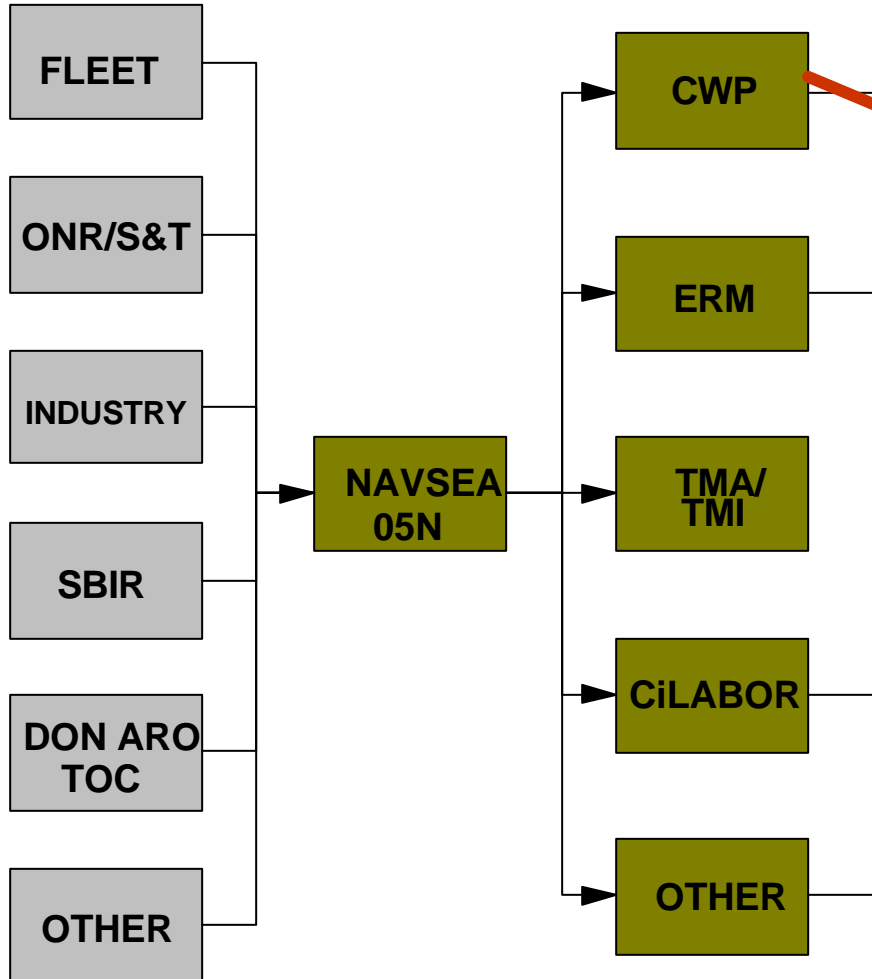 FLEET
ONR/S&T
INDUSTRY
SBIR
DON ARO
TOC
OTHER
NAVSEA
05N
CWP
ERM
TMA/
TMI
CiLABOR
OTHER